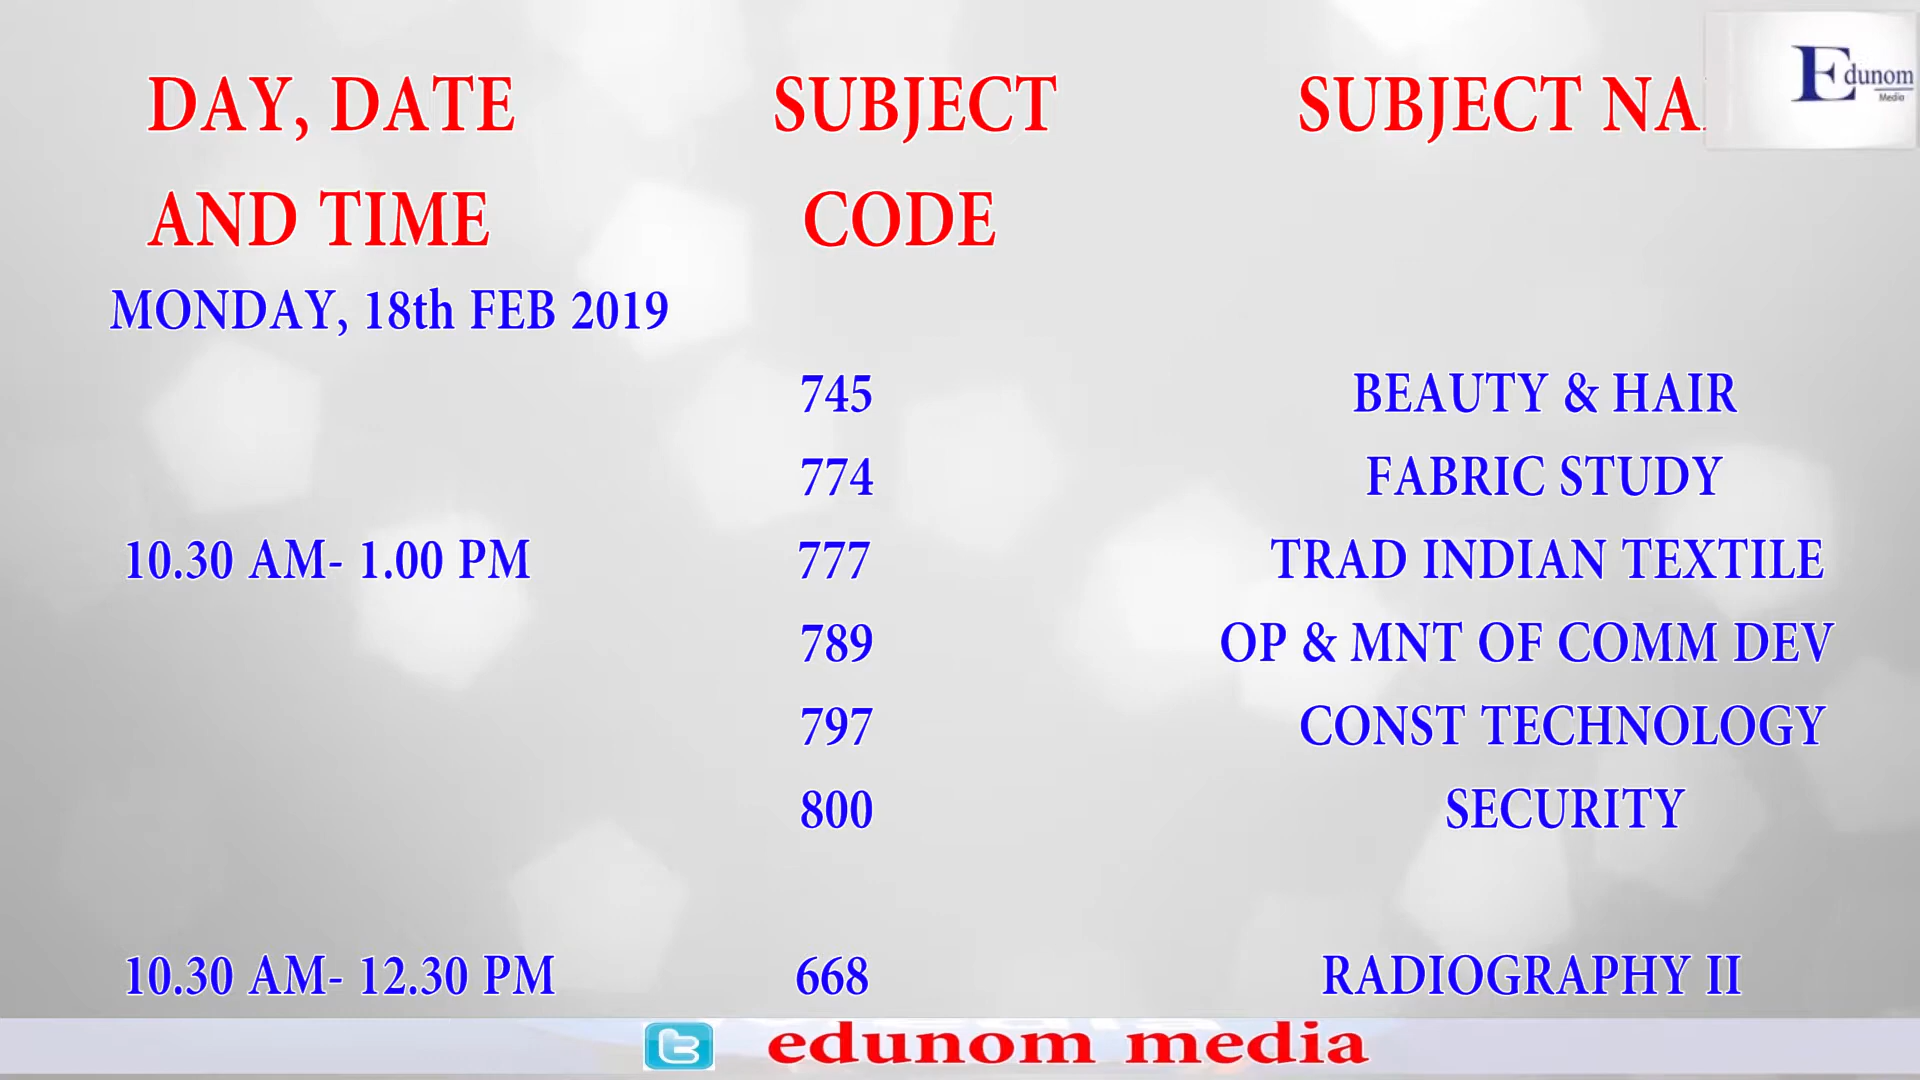 DAY, DATE SUBJECT SUBJECT NA
Edunom
Media
AND TIME CODE
MONDAY, 18th FEB 2019
745 BEAUTY & HAIR
774 FABRIC STUDY
10.30 AM- 1.00 PM 777 TRAD INDIAN TEXTILE
789 OP & MNT OF COMM DEV
797 CONST TECHNOLOGY
800 SECURITY
10.30 AM- 12.30 PM 668 RADIOGRAPHY II
edunom media